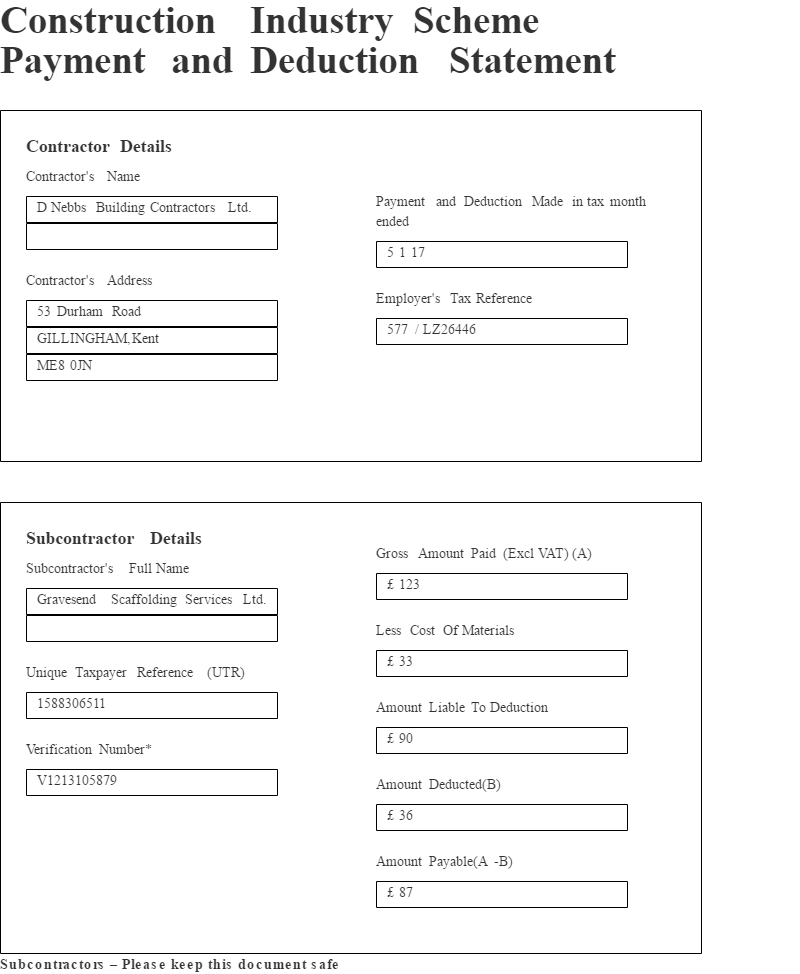 Construction Industry Scheme
Payment and Deduction Statement
Contractor Details
Contractor's Name
D Nebbs Building Contractors Ltd.
Contractor's Address
53 Durham Road
GILLINGHAM, Kent
ME8 0JN
Payment and Deduction Made in tax month
ended
5 1 17
Employer's Tax Reference
577 / LZ26446
Subcontractor Details
Subcontractor's Full Name
Gravesend Scaffolding Services Ltd.
Unique Taxpayer Reference (UTR)
1588306511
Verification Number*
V1213105879
Gross Amount Paid (Excl VAT) (A)
£ 123
Less Cost Of Materials
£ 33
Amount Liable To Deduction
£ 90
Amount Deducted(B)
£ 36
Amount Payable(A -B)
£ 87
Subcontractors – Please keep this document safe